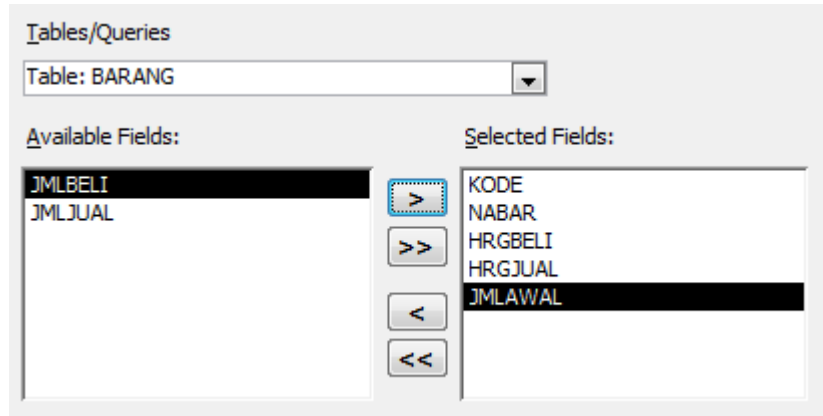 Tables/Queries
Table: BARANG
Available Fields:
Selected Fields:
JMLBELI
JMLJUAL
>
>>
<
<<
KODE
NABAR
HRGBELI
HRGJUAL
JMLAWAL